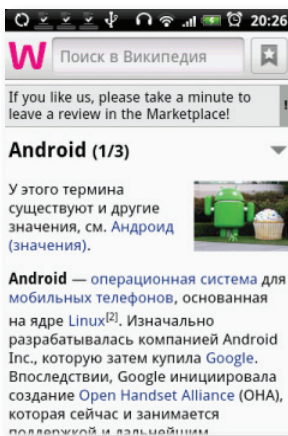 20:26
W Поиск в Википедия
If you like us, please take a minute to
leave a review in the Marketplace!
Android (1/3)
У этого термина
существуют и другие
значения, см. Андроид
(значения).
Android — операционная система для
мобильных телефонов, основанная
на ядре Linux[2]. Изначально
разрабатывалась компанией Android
Inc., которую затем купила Google.
Впоследствии, Google инициировала
создание Open Handset Alliance (OHA),
которая сейчас и занимается
поддержкой и дальнейшим